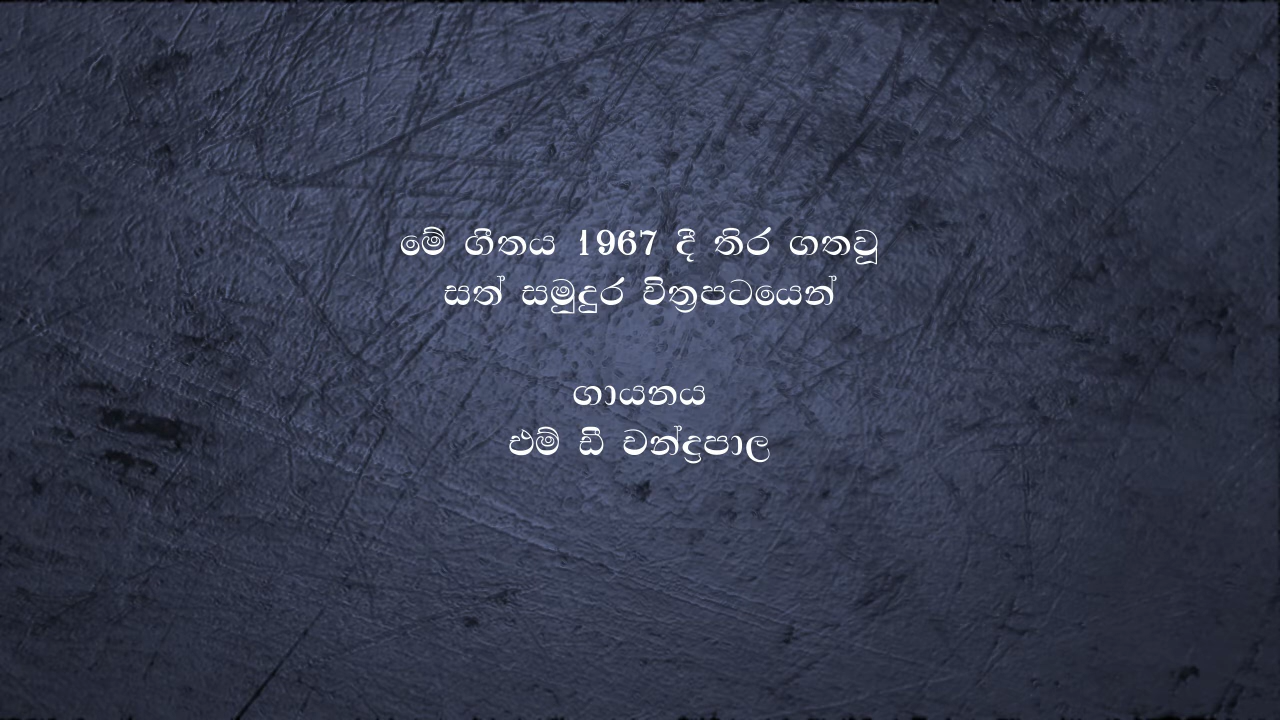 මේ ගීතය 1967 දී තිර ගතවූ
සත් සමුදුර චිත්‍රපටයෙන්
ගායනය
එම් ඩී චන්ද්‍රපාල